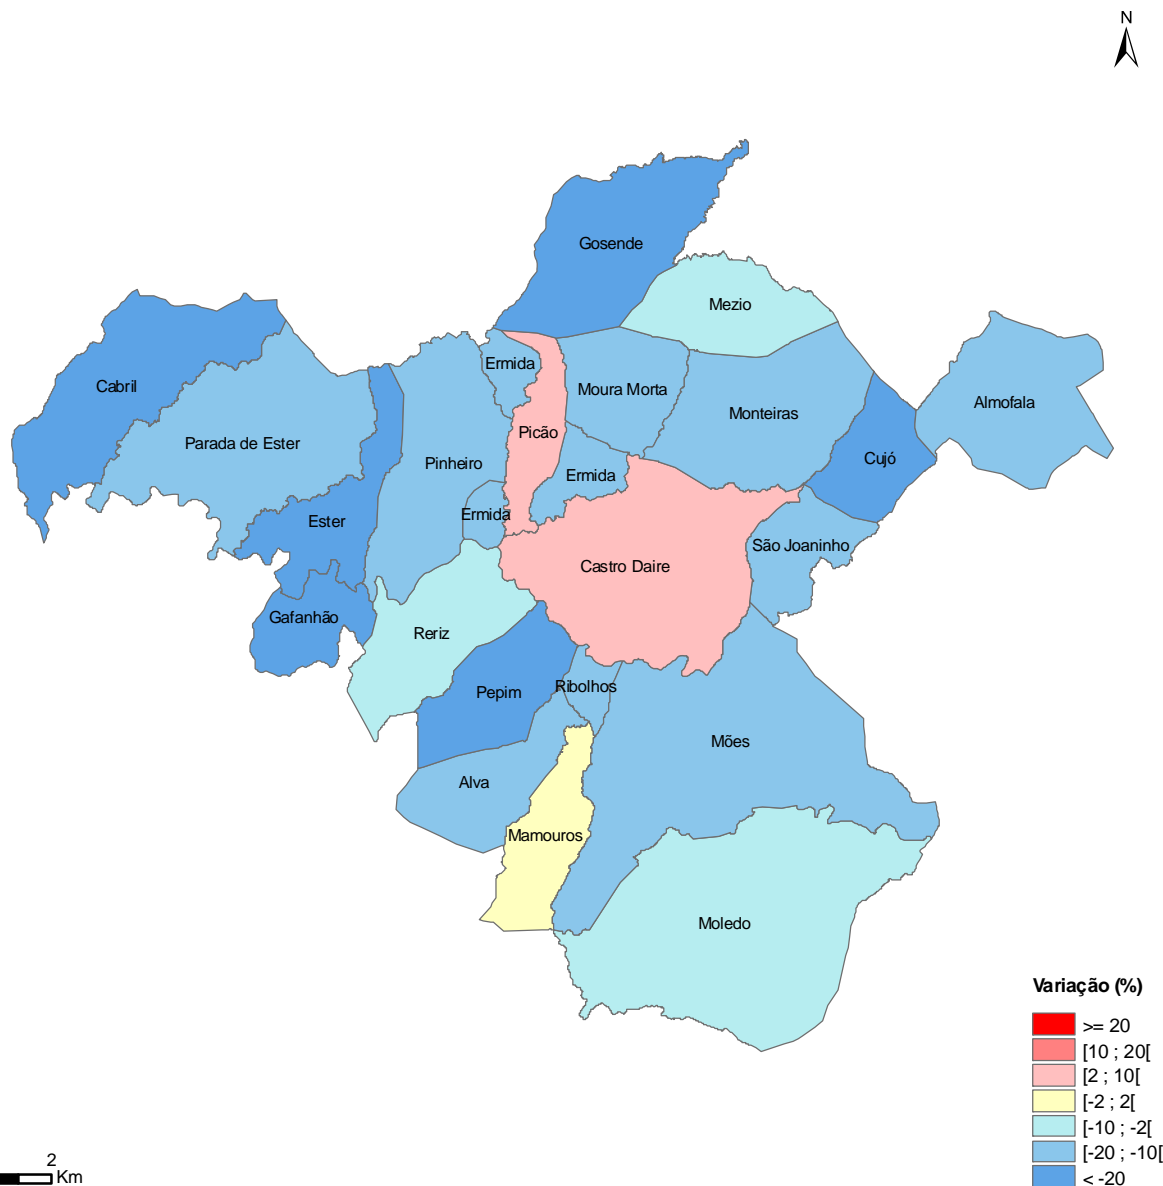 N
Gosende
Mezio
Ermida
Cabril
Moura Morta
Almofala
Monteiras
Picão
Parada de Ester
Cujó
Pinheiro
Ermida
Ermida
Ester
São Joaninho
Castro Daire
Gafanhão
Reriz
Ribolhos
Pepim
Mões
Alva
Mamouros
Moledo
Variação (%)
>= 20
[10 ; 20[
[2 ; 10[
[-2 ; 2[
[-10 ; -2[
[-20 ; -10[
< -20
2
Km